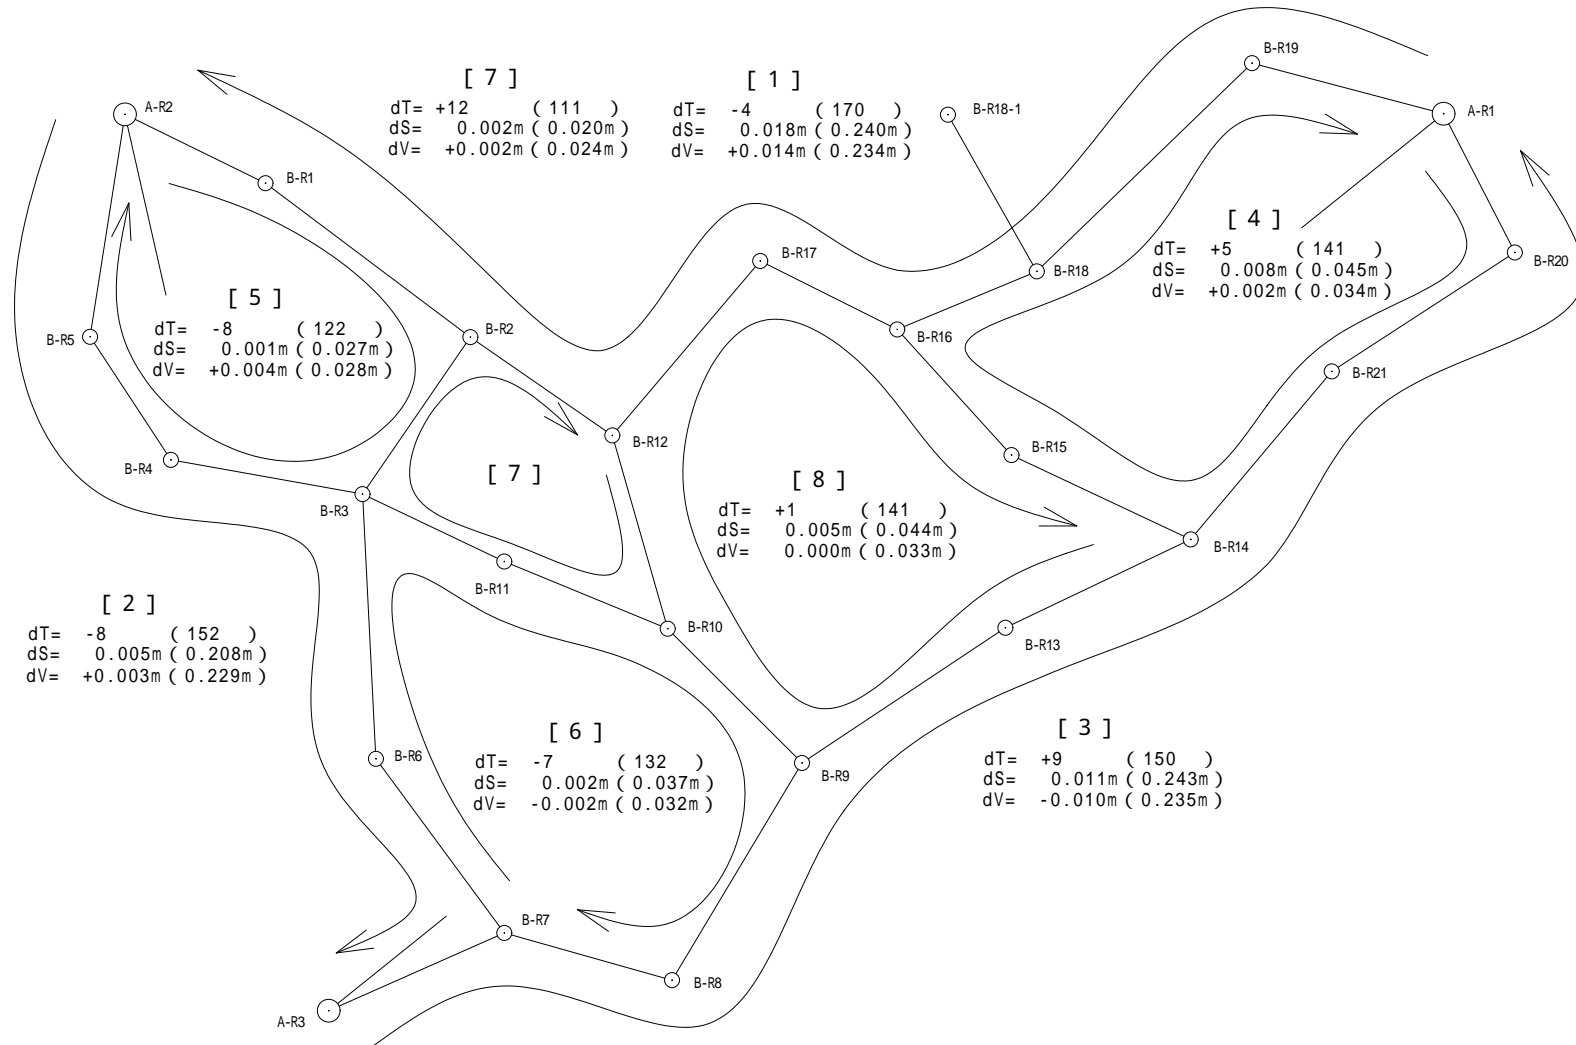 B-R19
[ 7 ]
dT= +12 ( 111 )
dS= 0.002m ( 0.020m )
dV= +0.002m ( 0.024m )
[ 1 ]
dT= -4 ( 170 )
dS= 0.018m ( 0.240m )
dV= +0.014m ( 0.234m )
A-R2
B-R18-1
A-R1
B-R1
[ 4 ]
dT= +5 ( 141 )
dS= 0.008m ( 0.045m )
dV= +0.002m ( 0.034m )
B-R17
B-R18
B-R20
[ 5 ]
dT= -8 ( 122 )
dS= 0.001m ( 0.027m )
dV= +0.004m ( 0.028m )
B-R5
B-R2
B-R16
B-R21
B-R12
B-R15
B-R4
[ 7 ]
[ 8 ]
dT= +1 ( 141 )
dS= 0.005m ( 0.044m )
dV= 0.000m ( 0.033m )
B-R3
B-R14
B-R11
[ 2 ]
dT= -8 ( 152 )
dS= 0.005m ( 0.208m )
dV= +0.003m ( 0.229m )
B-R10
B-R13
[ 6 ]
dT= -7 ( 132 )
dS= 0.002m ( 0.037m )
dV= -0.002m ( 0.032m )
[ 3 ]
dT= +9 ( 150 )
dS= 0.011m ( 0.243m )
dV= -0.010m ( 0.235m )
B-R6
B-R9
B-R7
B-R8
A-R3